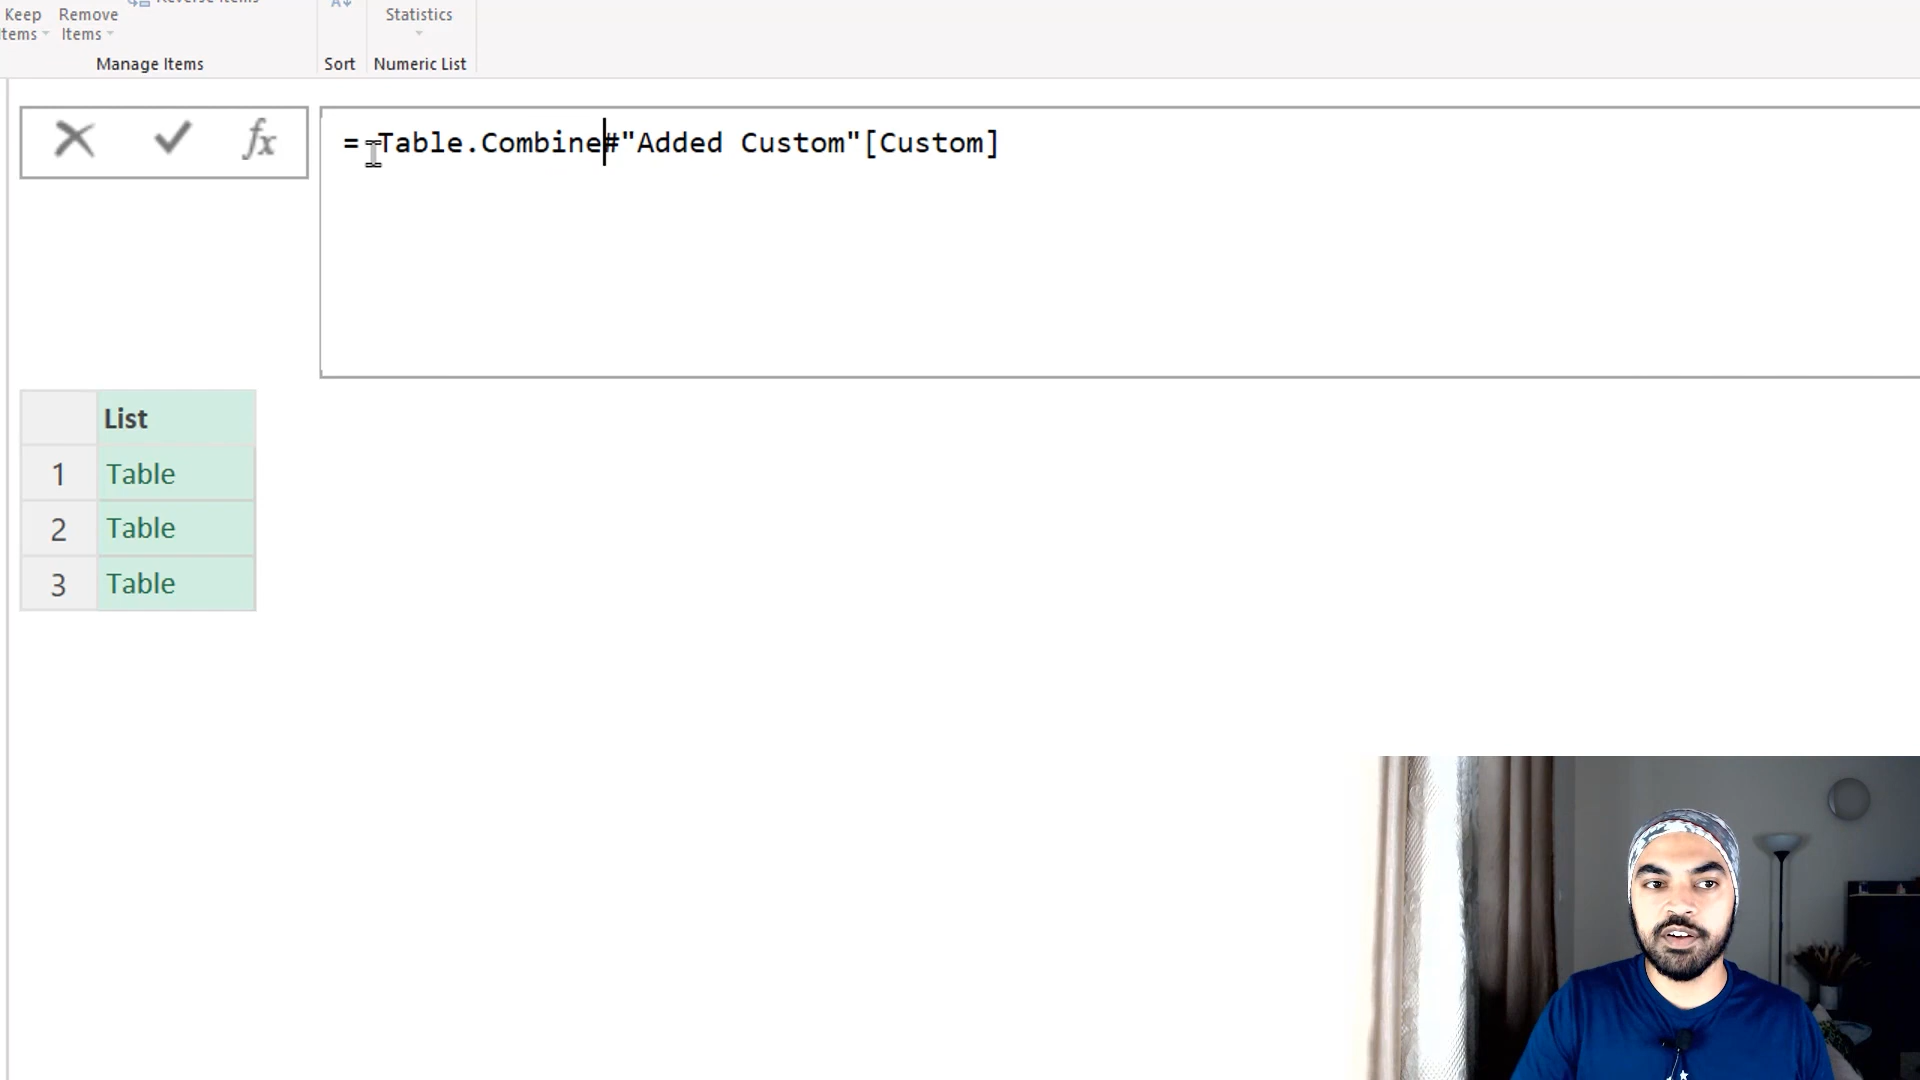 Keep Remove
Items Items
Statistics
Manage Items Sort Numeric List
fx = Table.Combine#"Added Custom"[Custom]
List
1 Table
2 Table
3 Table